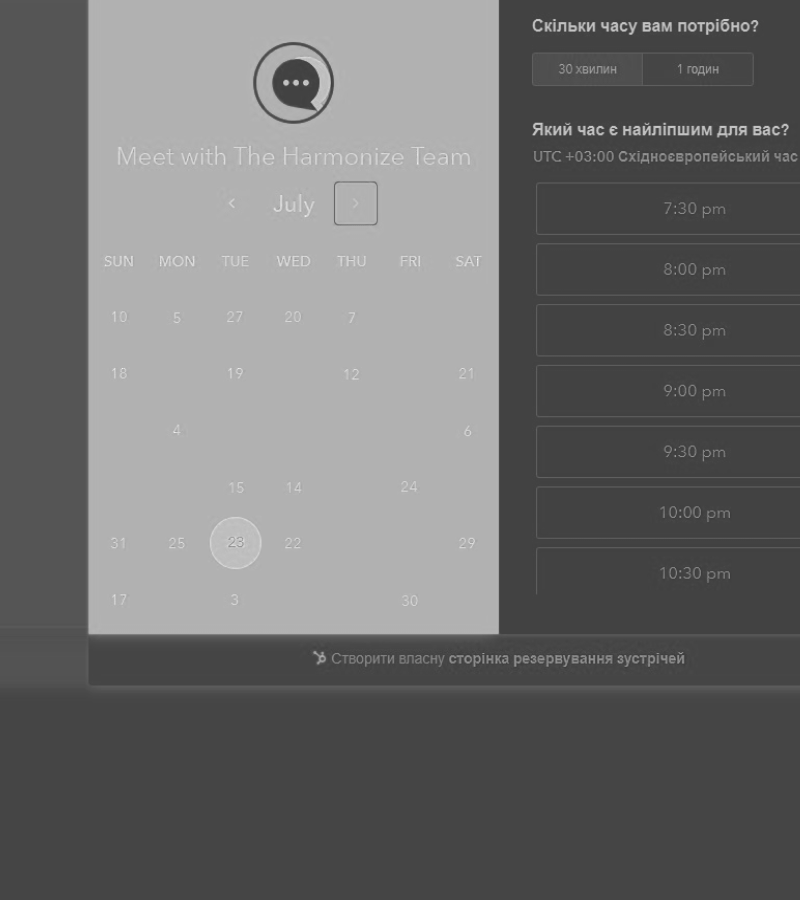 Meet with The Harmonize Team
July
SUN MON TUE WED THU FRI SAT
10 5 27 20 7
18 19 12 21
4 6
15 14 24
31 25 23 22 29
17 3 30
Скільки часу вам потрібно?
30 хвилин 1 годин
Який час є найліпшим для вас?
UTC +03:00 Східноєвропейський час
7:30 pm
8:00 pm
8:30 pm
9:00 pm
9:30 pm
10:00 pm
10:30 pm
Створити власну сторінка резервування зустрічей